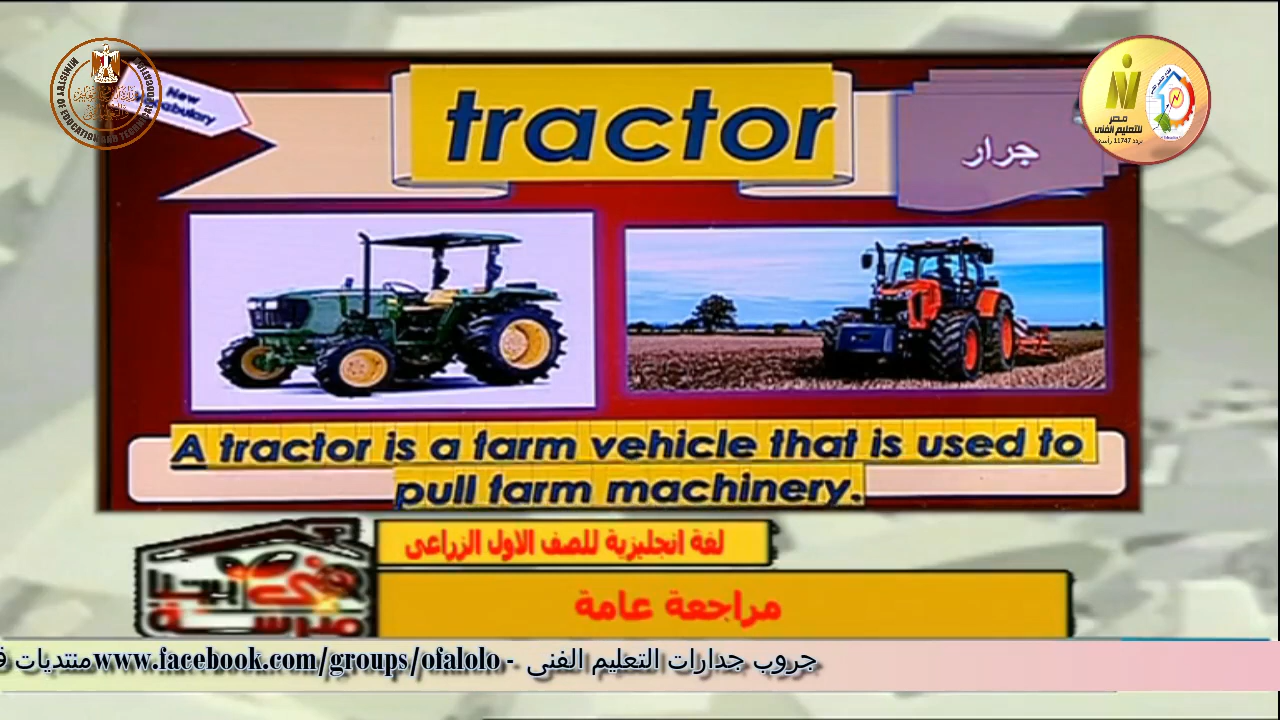 New
tractor
جرار
A tractor is a farm vehicle that is used to
pull farm machinery.
لغة انجليزية للصف الاول الزراعى
مراجعة عامة
جروب جدارات التعليم الفنى - www.facebook.com/groups/ofalolo منتديات
مصر
للتعليم الفنى